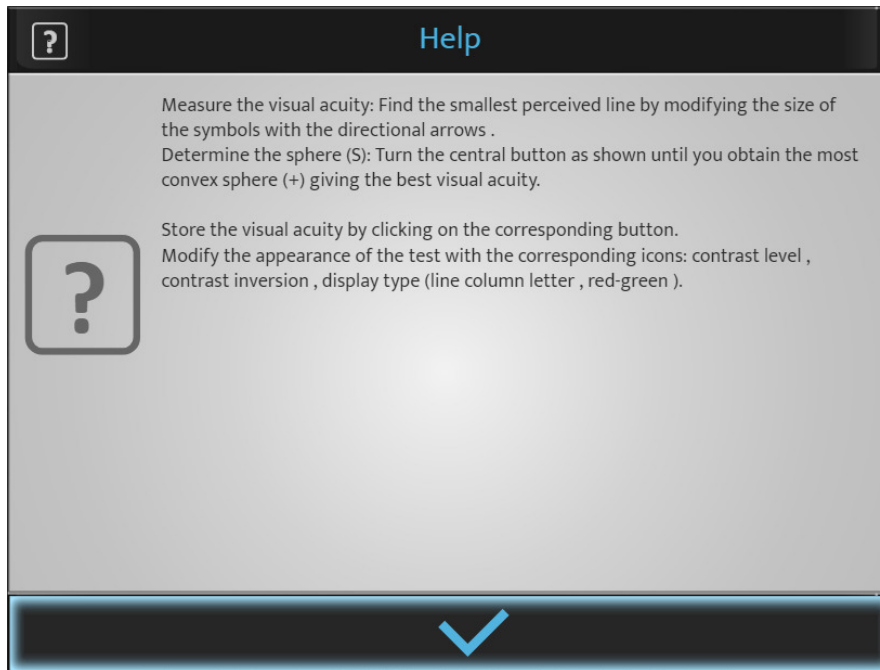 Help
Measure the visual acuity: Find the smallest perceived line by modifying the size of
the symbols with the directional arrows .
Determine the sphere (S): Turn the central button as shown until you obtain the most
convex sphere (+) giving the best visual acuity.
Store the visual acuity by clicking on the corresponding button.
Modify the appearance of the test with the corresponding icons: contrast level ,
contrast inversion , display type (line column letter , red-green ).